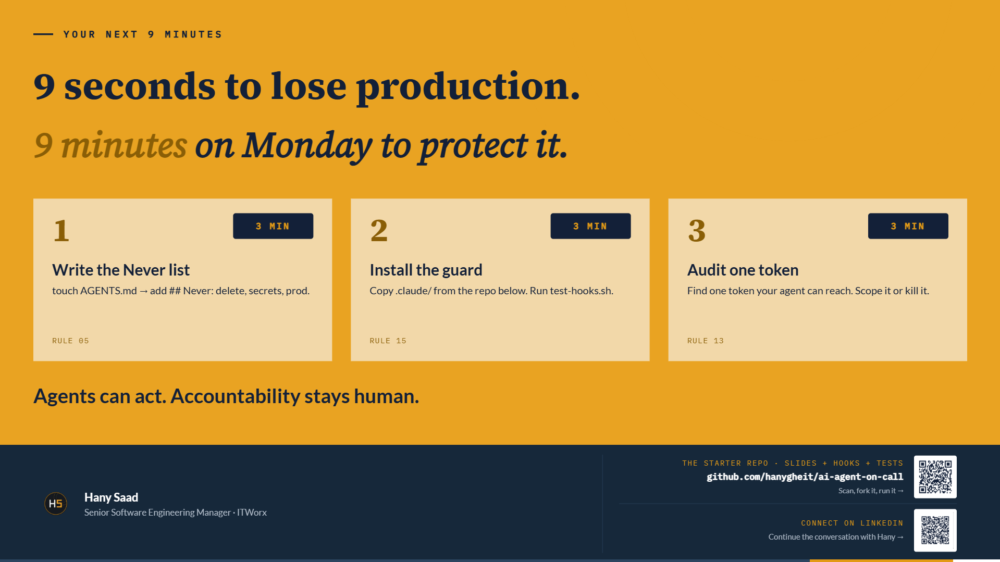 YOUR NEXT 9 MINUTES
9 seconds to lose production.
9 minutes on Monday to protect it.
1
3 MIN
Write the Never list
touch AGENTS.md → add ## Never: delete, secrets, prod.
RULE 05
2
3 MIN
Install the guard
Copy .claude/ from the repo below. Run test-hooks.sh.
RULE 15
3
3 MIN
Audit one token
Find one token your agent can reach. Scope it or kill it.
RULE 13
Agents can act. Accountability stays human.
HS
Hany Saad
Senior Software Engineering Manager · ITWorx
THE STARTER REPO · SLIDES + HOOKS + TESTS
github.com/hanygheit/ai-agent-on-call
Scan, fork it, run it →
CONNECT ON LINKEDIN
Continue the conversation with Hany →